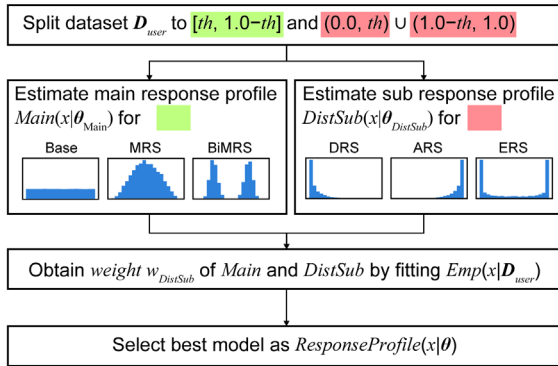 Split dataset D_user to [th, 1.0−th] and (0.0, th) ∪ (1.0−th, 1.0)
Estimate main response profile
Main(x|θ_Main) for
Base MRS BiMRS
Estimate sub response profile
DistSub(x|θ_DistSub) for
DRS ARS ERS
Obtain weight w_DistSub of Main and DistSub by fitting Emp(x|D_user)
Select best model as ResponseProfile(x|θ)